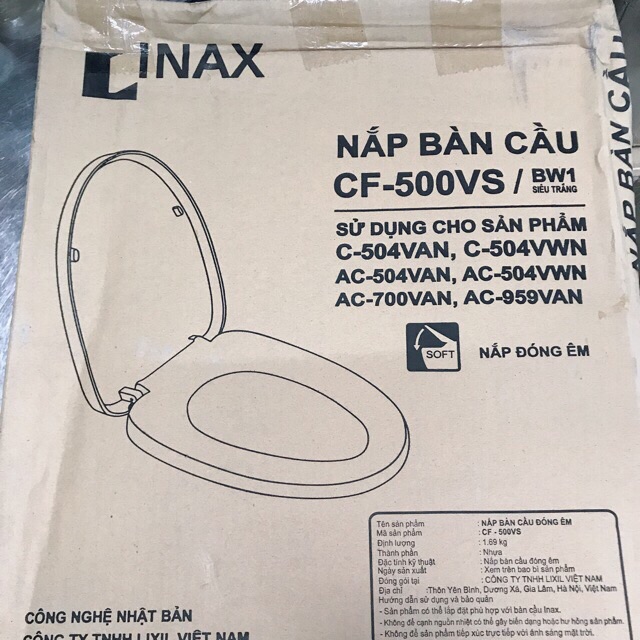 INAX
NẮP BÀN CẦU
CF-500VS / BW1
SIÊU TRẮNG
SỬ DỤNG CHO SẢN PHẨM
C-504VAN, C-504VWN
AC-504VAN, AC-504VWN
AC-700VAN, AC-959VAN
SOFT
NẮP ĐÓNG ÊM
Tên sản phẩm : NẮP BÀN CẦU ĐÓNG ÊM
Mã sản phẩm : CF - 500VS
Định lượng : 1.69 kg
Thành phần : Nhựa
Đặc tính kỹ thuật : Nắp bàn cầu đóng êm
Ngày sản xuất : Xem trên bao bì sản phẩm
Đóng gói tại : CÔNG TY TNHH LIXIL VIỆT NAM
Địa chỉ :Thôn Yên Bình, Dương Xá, Gia Lâm, Hà Nội, Việt Nam
Hướng dẫn sử dụng và bảo quản
- Sản phẩm có thể lắp đặt phù hợp với bàn cầu Inax.
- Không để cạnh nguồn nhiệt có thể gây biến dạng hoặc hư hỏng sản phẩm.
- Không để sản phẩm tiếp xúc trực tiếp với ánh sáng mặt trời.
CÔNG NGHỆ NHẬT BẢN
CÔNG TY TNHH LIXIL VIỆT NAM
NẮP BÀN CẦU